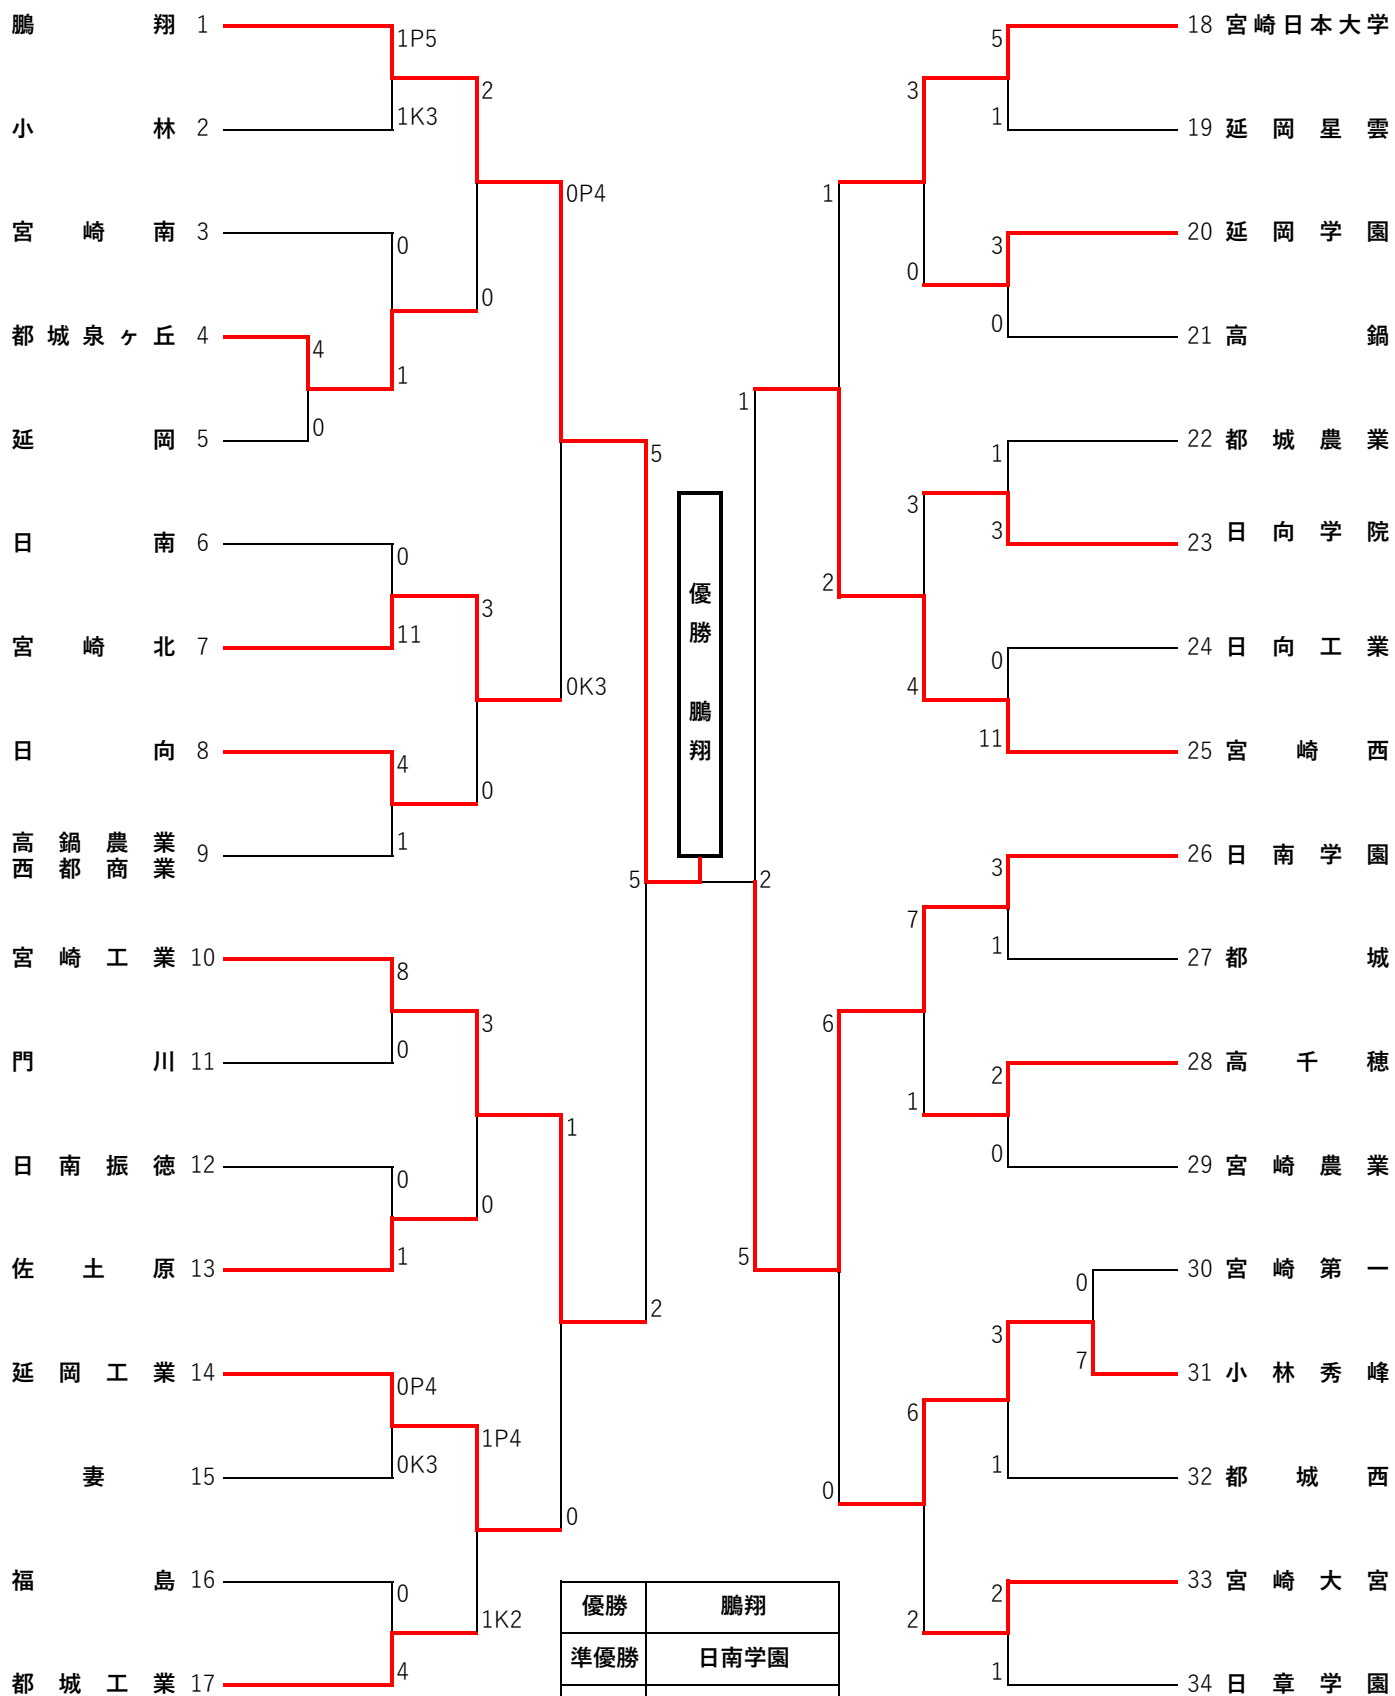 鵬翔 1
1P5
小林 2
1K3
2
宮崎南 3
0
都城泉ヶ丘 4
4
1
0
延岡 5
0
0P4
日南 6
0
宮崎北 7
11
3
日向 8
4
0
高鍋農業
西都商業 9
1
0K3
5
宮崎工業 10
8
門川 11
0
3
日南振徳 12
0
佐土原 13
1
0
1
延岡工業 14
0P4
妻 15
0K3
1P4
福島 16
0
都城工業 17
4
1K2
0
2
5
優勝 鵬翔
2
18 宮崎日本大学
5
19 延岡星雲
1
3
20 延岡学園
3
21 高鍋
0
0
1
22 都城農業
1
23 日向学院
3
3
24 日向工業
0
25 宮崎西
11
4
2
1
26 日南学園
3
27 都城
1
7
28 高千穂
2
29 宮崎農業
0
1
6
30 宮崎第一
0
31 小林秀峰
7
3
32 都城西
1
6
33 宮崎大宮
2
34 日章学園
1
2
0
5
優勝 鵬翔
準優勝 日南学園